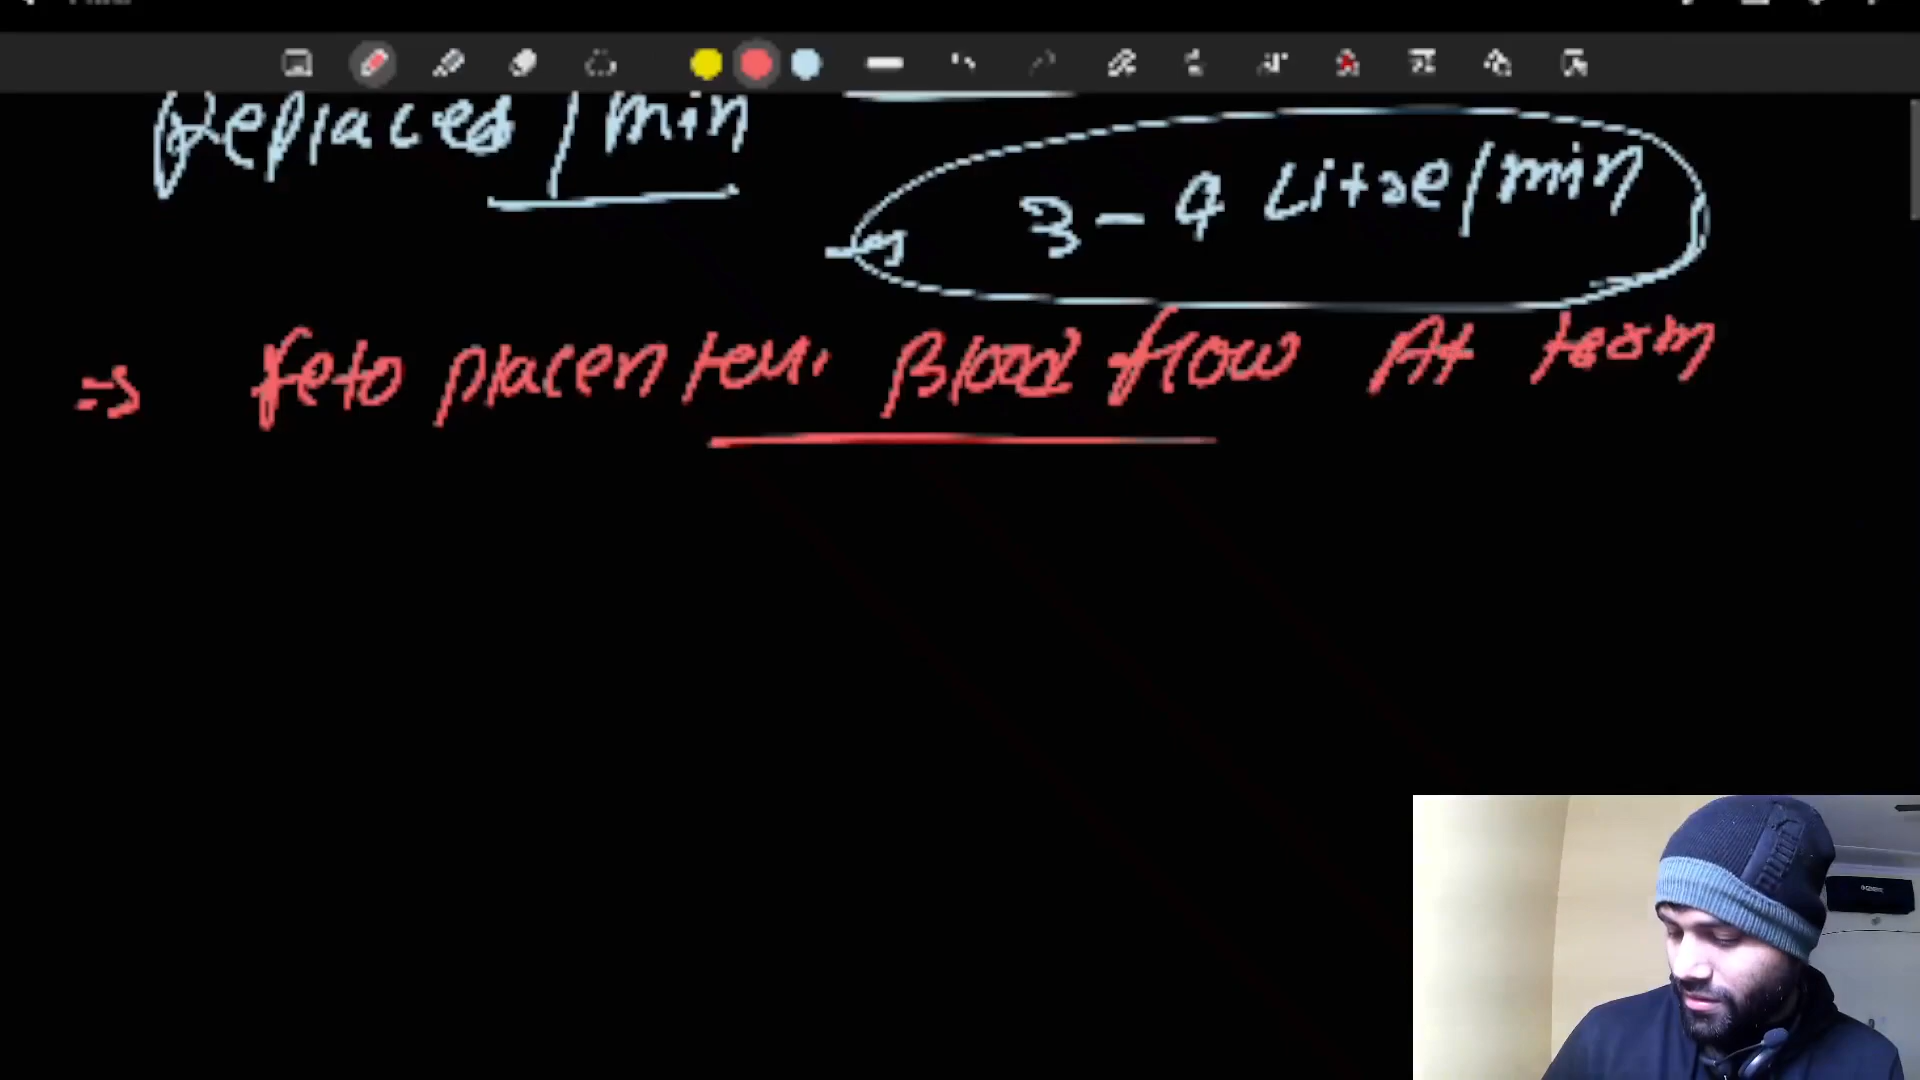 Replaced / min
3 - 4 Litre/min
=> feto placental Blood flow At term